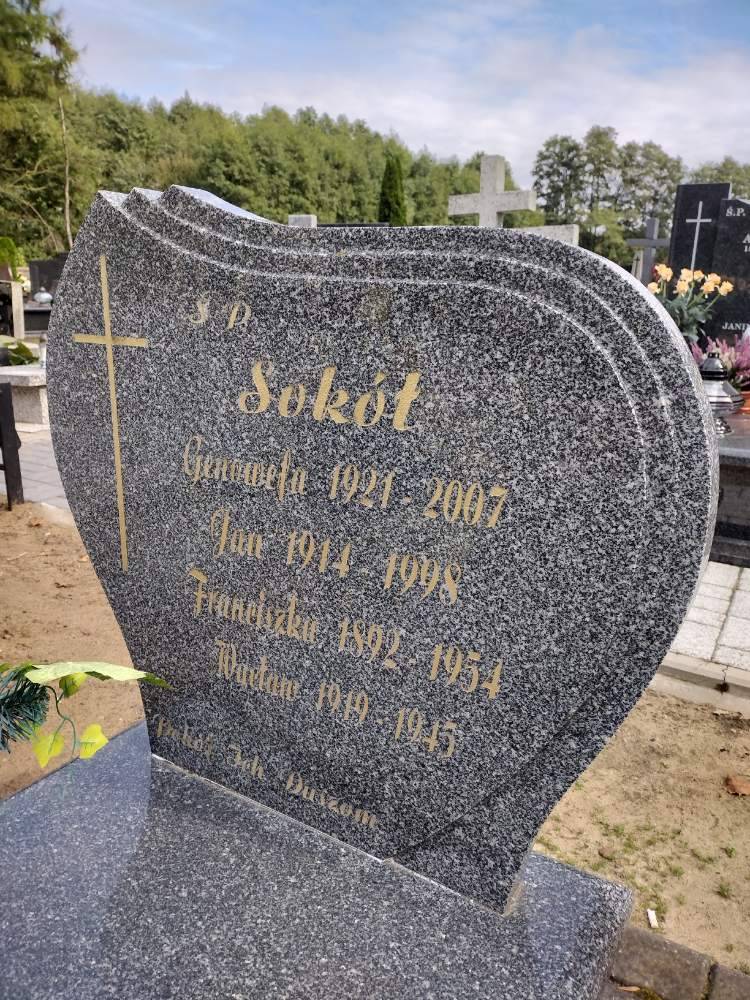 Ś. P.
Sokół
Genowefa 1921 - 2007
Jan 1914 - 1998
Franciszka 1892 - 1954
Wacław 1919 - 1945
Pokój Ich Duszom
Ś.P.